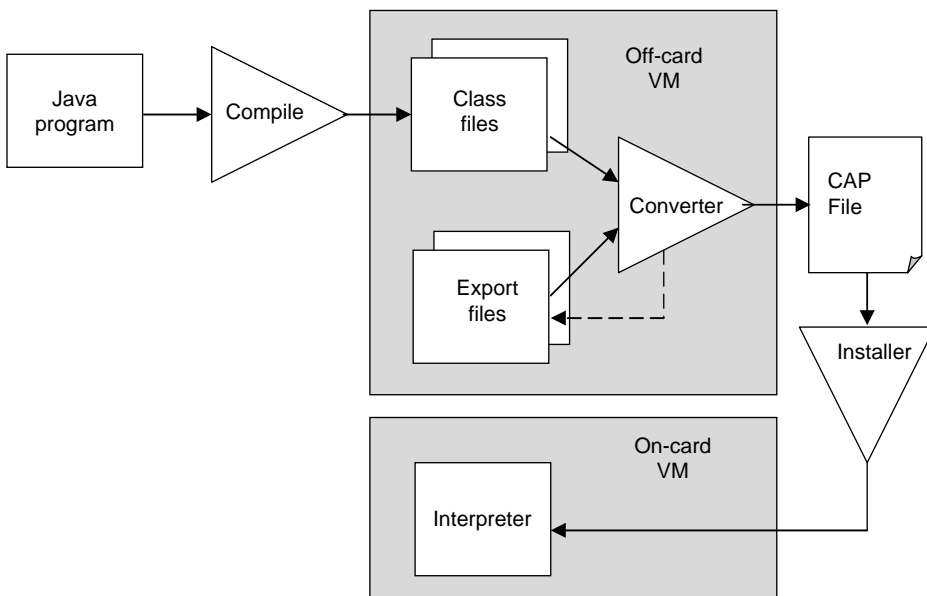 Java
program
Compile
Class
files
Off-card
VM
Converter
CAP
File
Export
files
Installer
On-card
VM
Interpreter